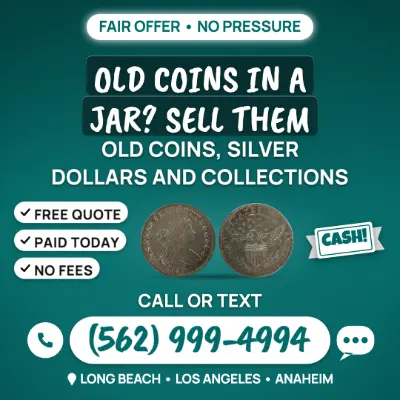 FAIR OFFER • NO PRESSURE
OLD COINS IN A
JAR? SELL THEM
OLD COINS, SILVER
DOLLARS AND COLLECTIONS
✓ FREE QUOTE
✓ PAID TODAY
✓ NO FEES
CASH!
CALL OR TEXT
(562) 999-4994
LONG BEACH • LOS ANGELES • ANAHEIM